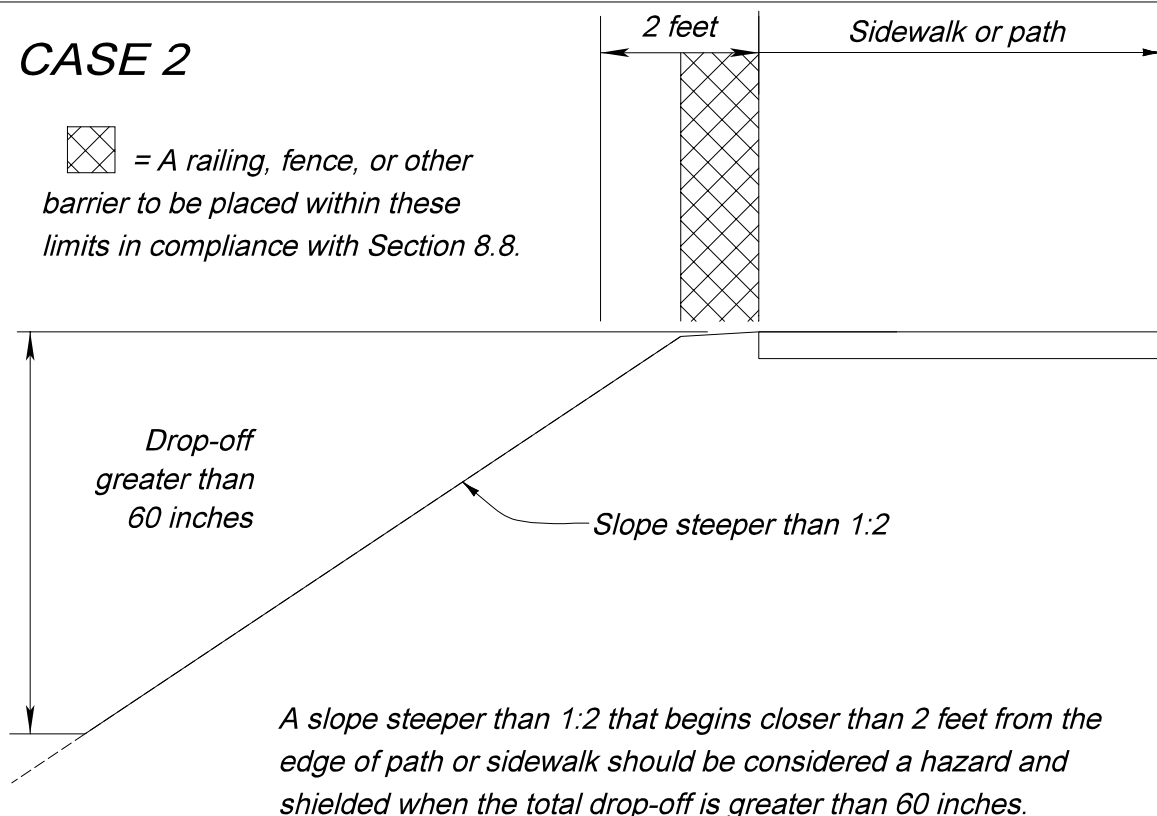 CASE 2
2 feet
Sidewalk or path
= A railing, fence, or other
barrier to be placed within these
limits in compliance with Section 8.8.
Drop-off
greater than
60 inches
Slope steeper than 1:2
A slope steeper than 1:2 that begins closer than 2 feet from the
edge of path or sidewalk should be considered a hazard and
shielded when the total drop-off is greater than 60 inches.